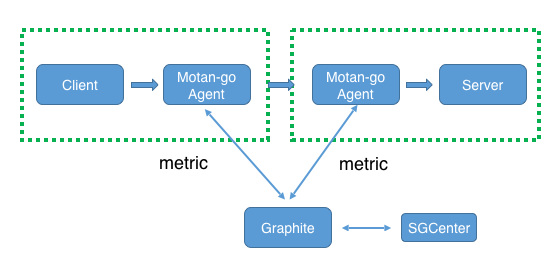 Client
Motan-go
Agent
Motan-go
Agent
Server
metric
metric
Graphite
SGCenter